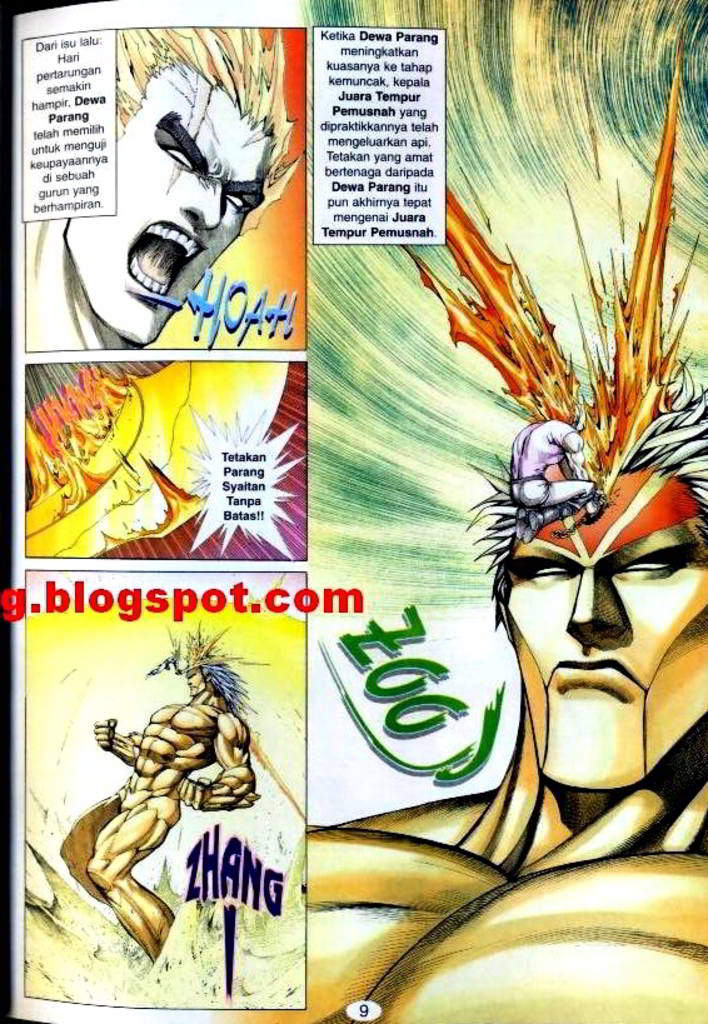 Dari isu lalu:
Hari
pertarungan
semakin
hampir, Dewa
Parang
telah memilih
untuk menguji
keupayaannya
di sebuah
gurun yang
berhampiran.
HOAH
Tetakan
Parang
Syaitan
Tanpa
Batas!!
g.blogspot.com
ZHANG
!
Ketika Dewa Parang
meningkatkan
kuasanya ke tahap
kemuncak, kepala
Juara Tempur
Pemusnah yang
dipraktikkannya telah
mengeluarkan api.
Tetakan yang amat
bertenaga daripada
Dewa Parang itu
pun akhirnya tepat
mengenai Juara
Tempur Pemusnah.
ZOO
9